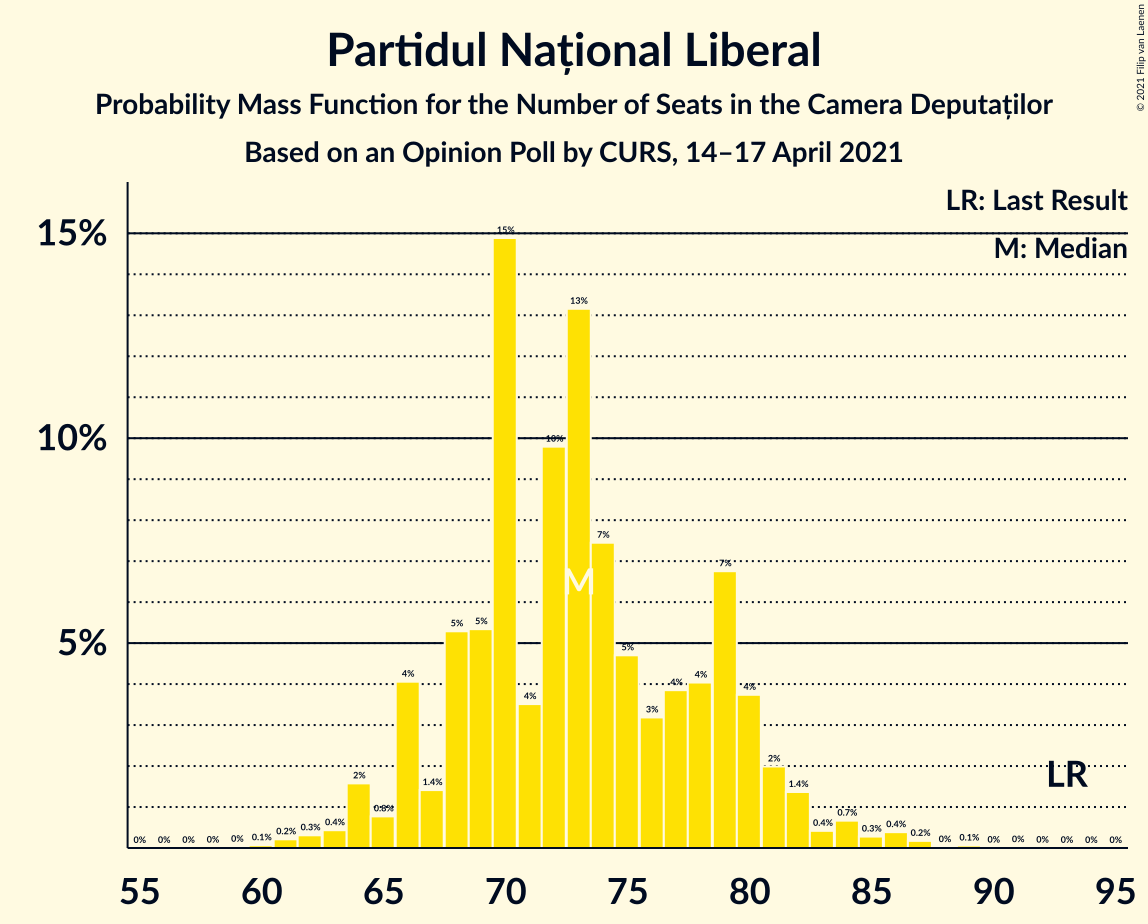 Partidul Național Liberal
Probability Mass Function for the Number of Seats in the Camera Deputaților
Based on an Opinion Poll by CURS, 14–17 April 2021
© 2021 Filip van Laenen
LR: Last Result
M: Median
15%
10%
5%
0% 0% 0% 0% 0% 0.1% 0.2% 0.3% 0.4% 2% 0.8% 4% 1.4% 5% 5% 15% 4% 10% 13% 7% 5% 3% 4% 4% 7% 4% 2% 1.4% 0.4% 0.7% 0.3% 0.4% 0.2% 0% 0.1% 0% 0% 0% 0% 0% 0%
M
LR
55 60 65 70 75 80 85 90 95